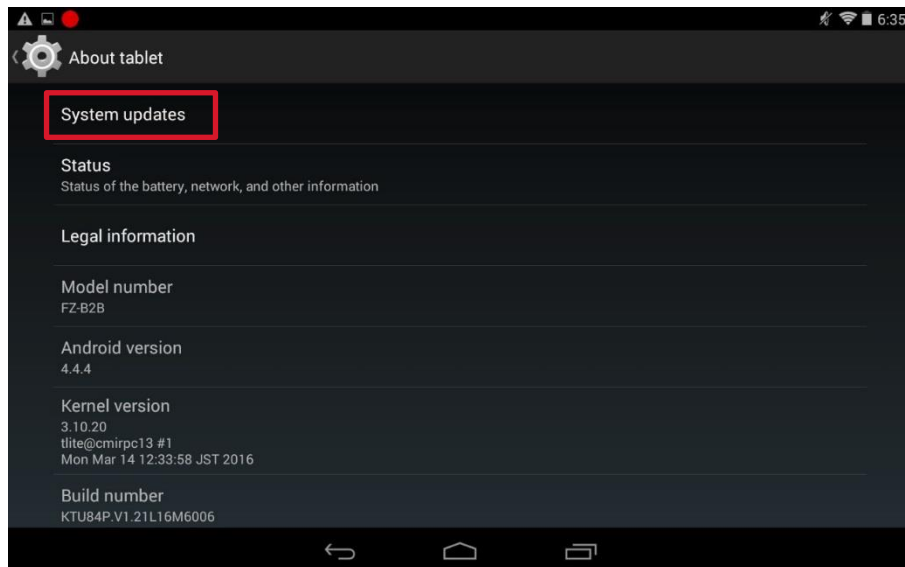 6:35
About tablet
System updates
Status
Status of the battery, network, and other information
Legal information
Model number
FZ-B2B
Android version
4.4.4
Kernel version
3.10.20
tlite@cmirpc13 #1
Mon Mar 14 12:33:58 JST 2016
Build number
KTU84P.V1.21L16M6006